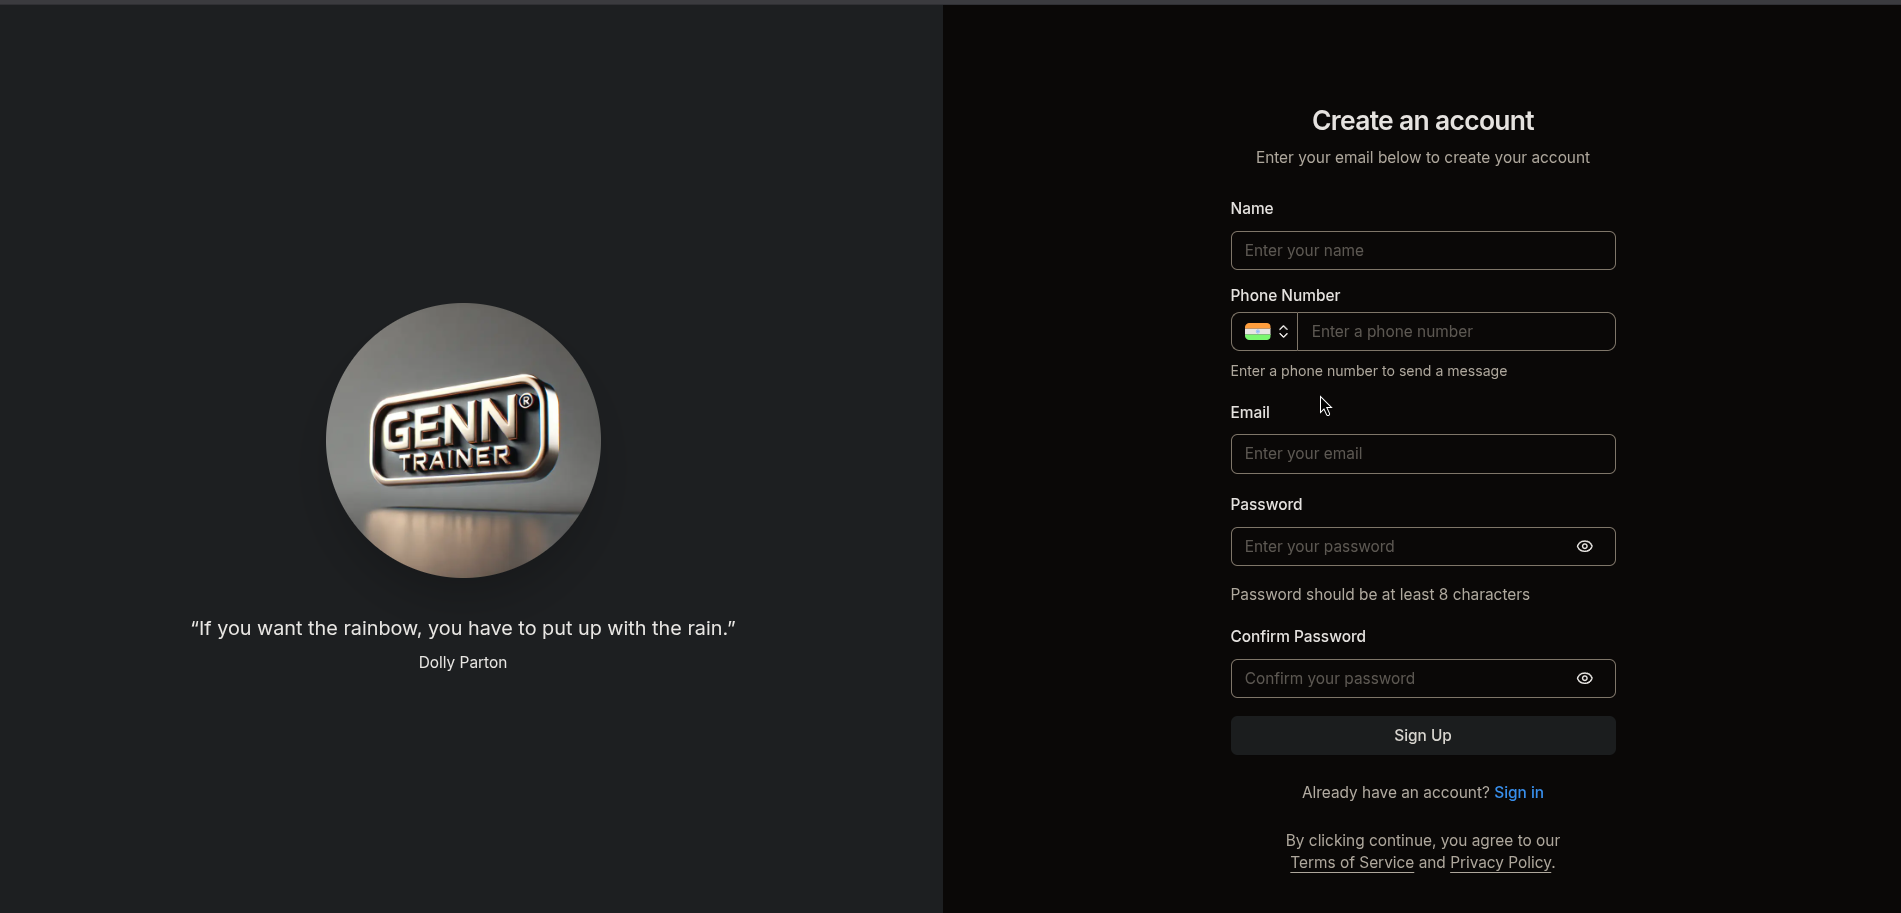 GENN®
TRAINER
“If you want the rainbow, you have to put up with the rain.”
Dolly Parton
Create an account
Enter your email below to create your account
Name
Enter your name
Phone Number
Enter a phone number
Enter a phone number to send a message
Email
Enter your email
Password
Enter your password
Password should be at least 8 characters
Confirm Password
Confirm your password
Sign Up
Already have an account? Sign in
By clicking continue, you agree to our
Terms of Service and Privacy Policy.